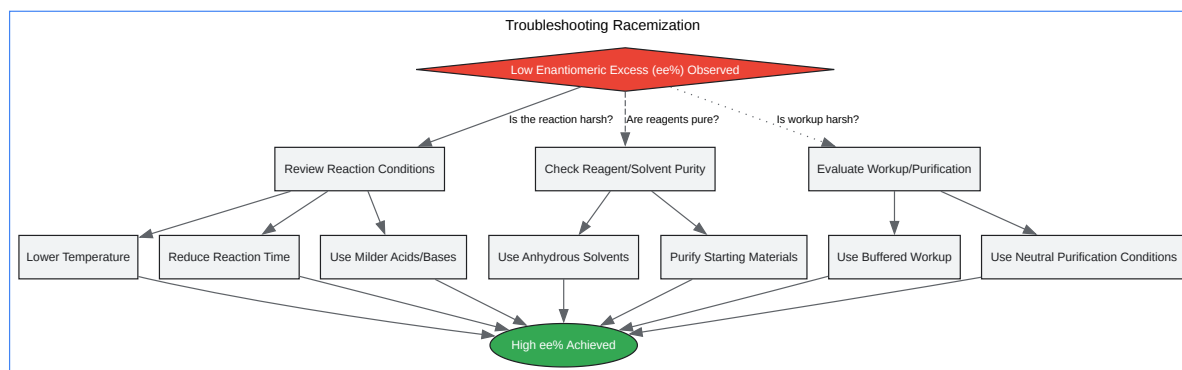 Troubleshooting Racemization
Low Enantiomeric Excess (ee%) Observed
Is the reaction harsh?
Are reagents pure?
Is workup harsh?
Review Reaction Conditions
Check Reagent/Solvent Purity
Evaluate Workup/Purification
Lower Temperature
Reduce Reaction Time
Use Milder Acids/Bases
Use Anhydrous Solvents
Purify Starting Materials
Use Buffered Workup
Use Neutral Purification Conditions
High ee% Achieved